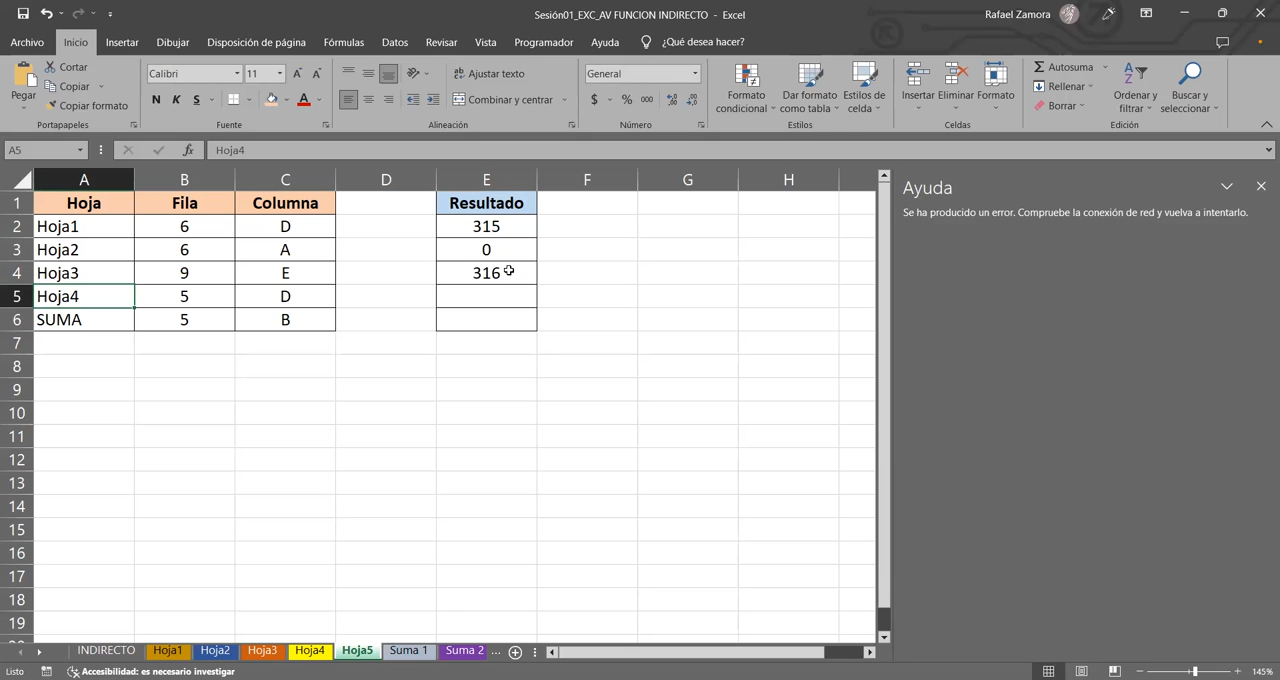 Sesión01_EXC_AV FUNCION INDIRECTO - Excel
Rafael Zamora
Archivo Inicio Insertar Dibujar Disposición de página Fórmulas Datos Revisar Vista Programador Ayuda ¿Qué desea hacer?
Pegar
Cortar
Copiar
Copiar formato
Portapapeles
Calibri 11
N K S A
Fuente
Ajustar texto
Combinar y centrar
Alineación
General
$ % 000
Número
Formato condicional
Dar formato como tabla
Estilos de celda
Estilos
Insertar Eliminar Formato
Celdas
Autosuma
Rellenar
Borrar
Ordenar y filtrar
Buscar y seleccionar
Edición
A5 fx Hoja4
A B C D E F G H
1 Hoja Fila Columna Resultado
2 Hoja1 6 D 315
3 Hoja2 6 A 0
4 Hoja3 9 E 316
5 Hoja4 5 D
6 SUMA 5 B
7
8
9
10
11
12
13
14
15
16
17
18
19
Ayuda
Se ha producido un error. Compruebe la conexión de red y vuelva a intentarlo.
INDIRECTO Hoja1 Hoja2 Hoja3 Hoja4 Hoja5 Suma 1 Suma 2 ...
Listo Accesibilidad: es necesario investigar 145%